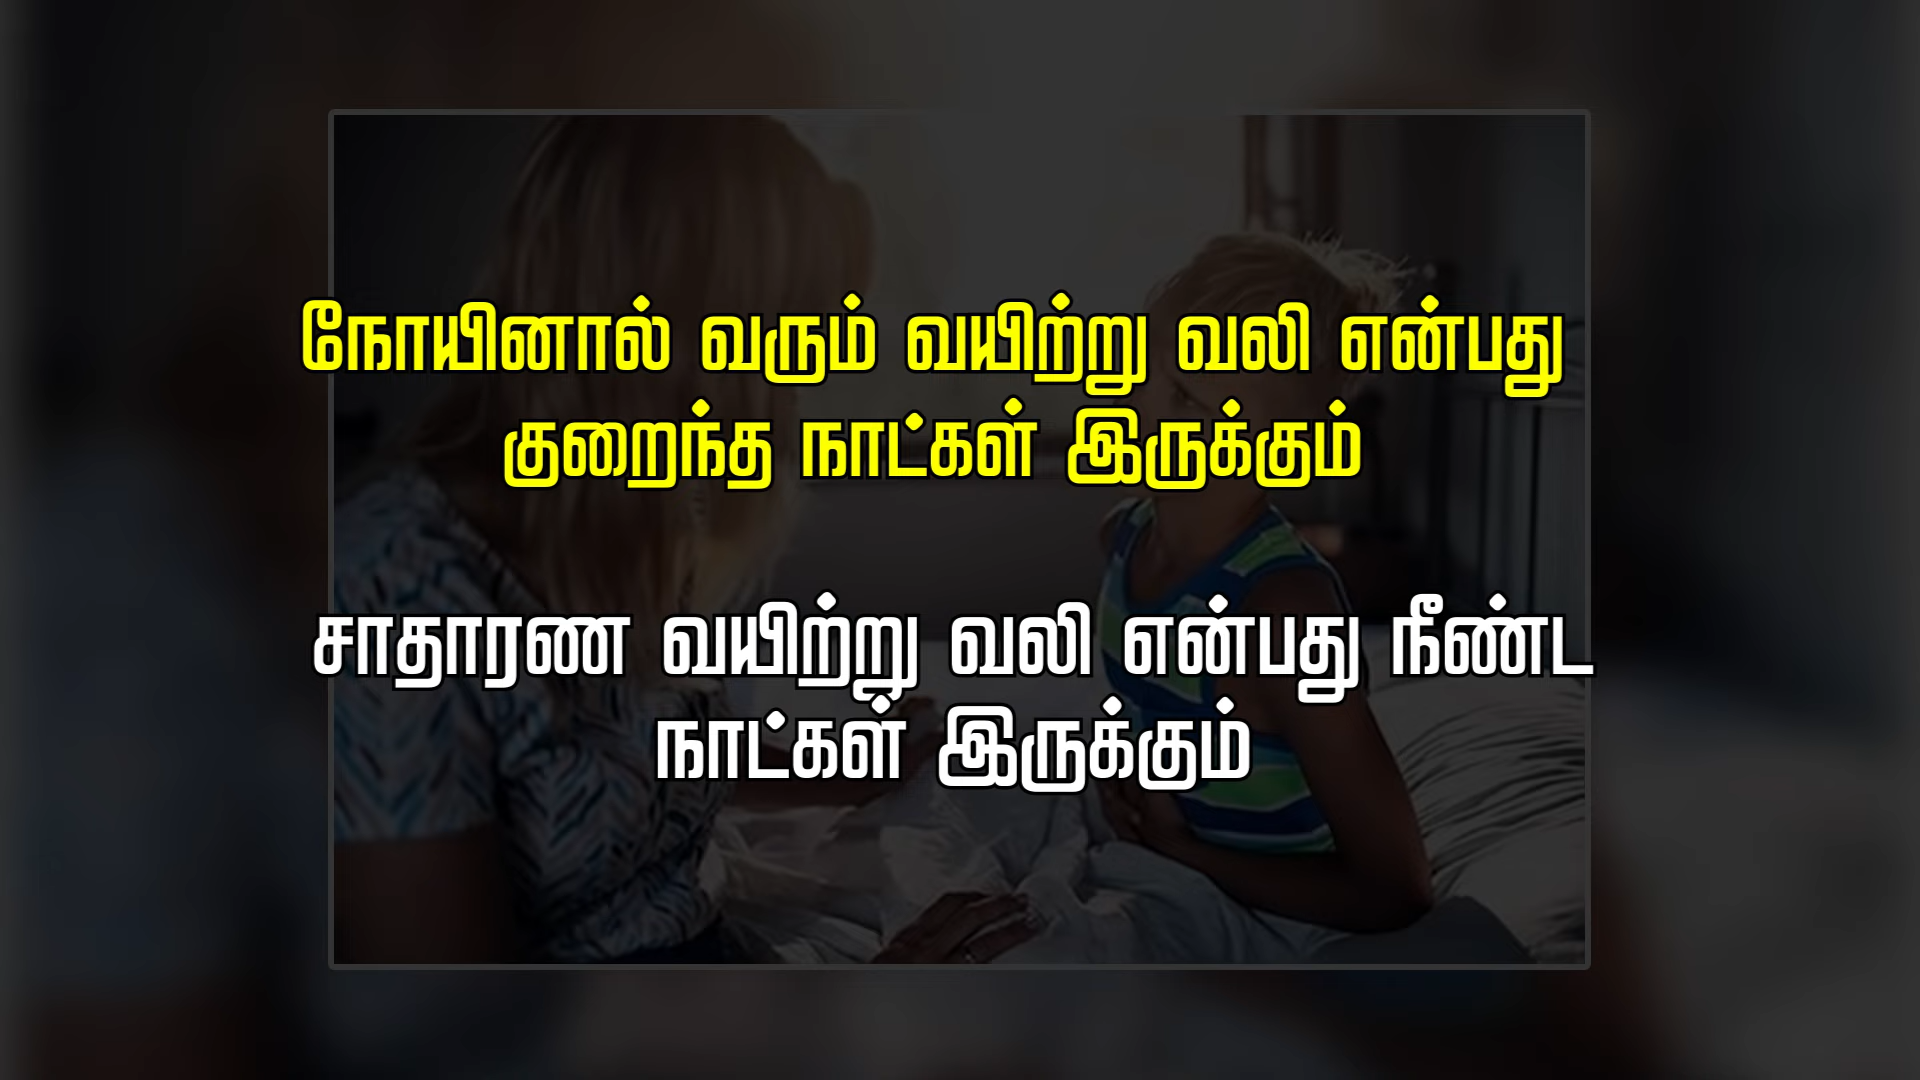 நோயினால் வரும் வயிற்று வலி என்பது
குறைந்த நாட்கள் இருக்கும்
சாதாரண வயிற்று வலி என்பது நீண்ட
நாட்கள் இருக்கும்